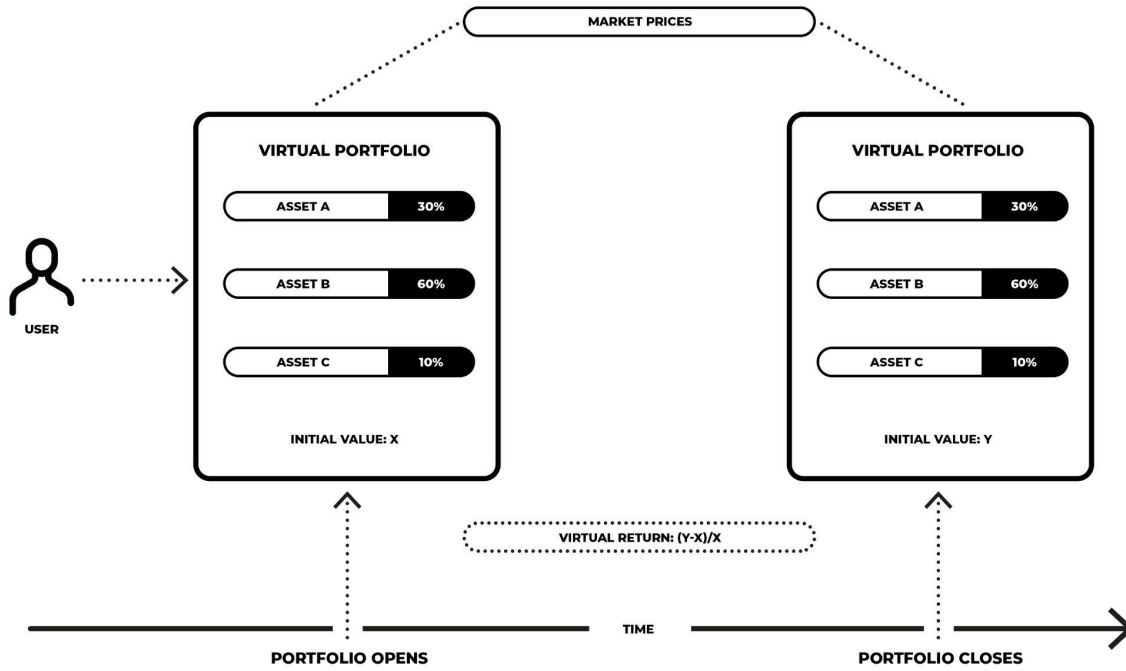 MARKET PRICES
VIRTUAL PORTFOLIO
ASSET A 30%
ASSET B 60%
ASSET C 10%
INITIAL VALUE: X
VIRTUAL PORTFOLIO
ASSET A 30%
ASSET B 60%
ASSET C 10%
INITIAL VALUE: Y
USER
VIRTUAL RETURN: (Y-X)/X
TIME
PORTFOLIO OPENS
PORTFOLIO CLOSES